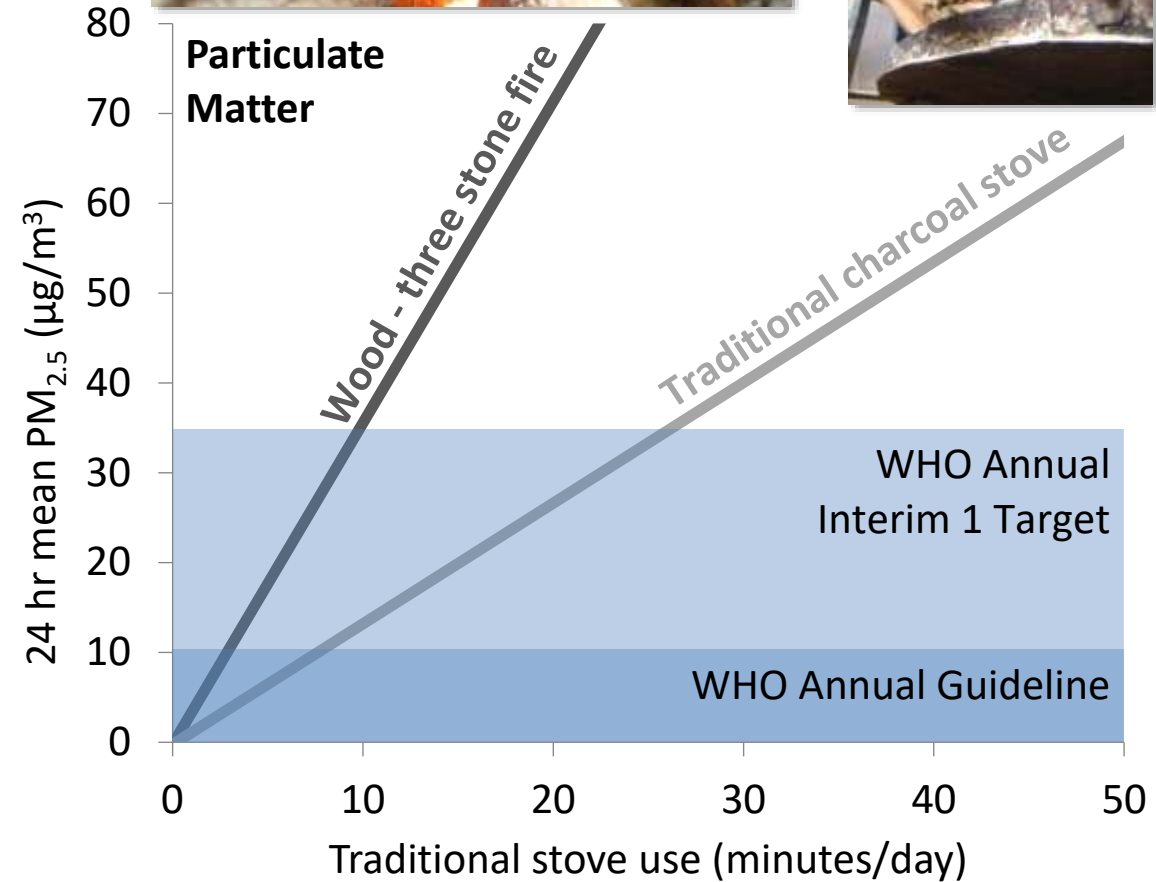 Particulate
Matter
24 hr mean PM2.5 (µg/m³)
80
70
60
50
40
30
20
10
0
Wood - three stone fire
Traditional charcoal stove
WHO Annual
Interim 1 Target
WHO Annual Guideline
0 10 20 30 40 50
Traditional stove use (minutes/day)